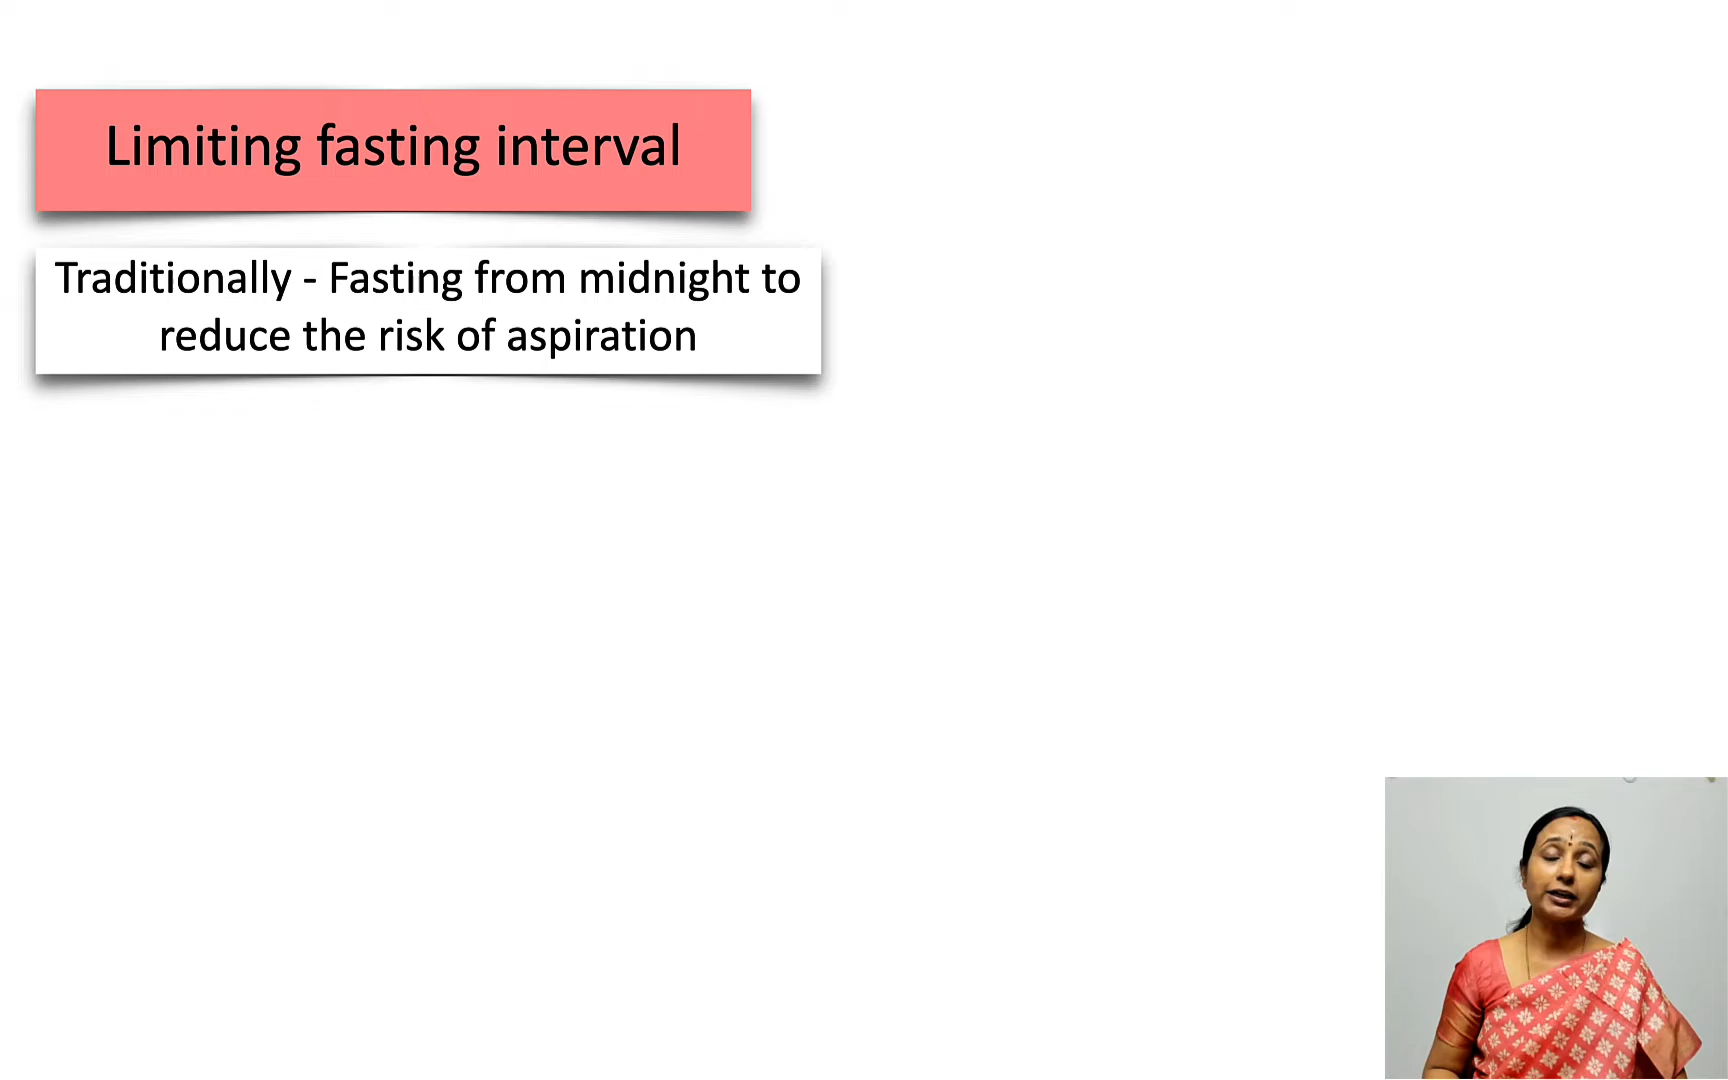 Limiting fasting interval
Traditionally - Fasting from midnight to
reduce the risk of aspiration